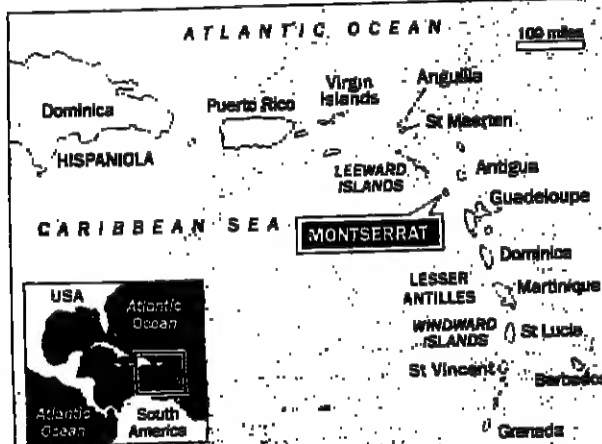 ATLANTIC OCEAN
100 miles
Virgin
Islands
Anguilla
Dominica
Puerto Rico
St Maarten
HISPANIOLA
LEEWARD
ISLANDS
Antigua
Guadeloupe
CARIBBEAN SEA
MONTSERRAT
Dominica
USA
Atlantic
Ocean
LESSER
ANTILLES
Martinique
WINDWARD
ISLANDS
St Lucia
St Vincent
Barbados
Atlantic
Ocean
South
America
Grenada